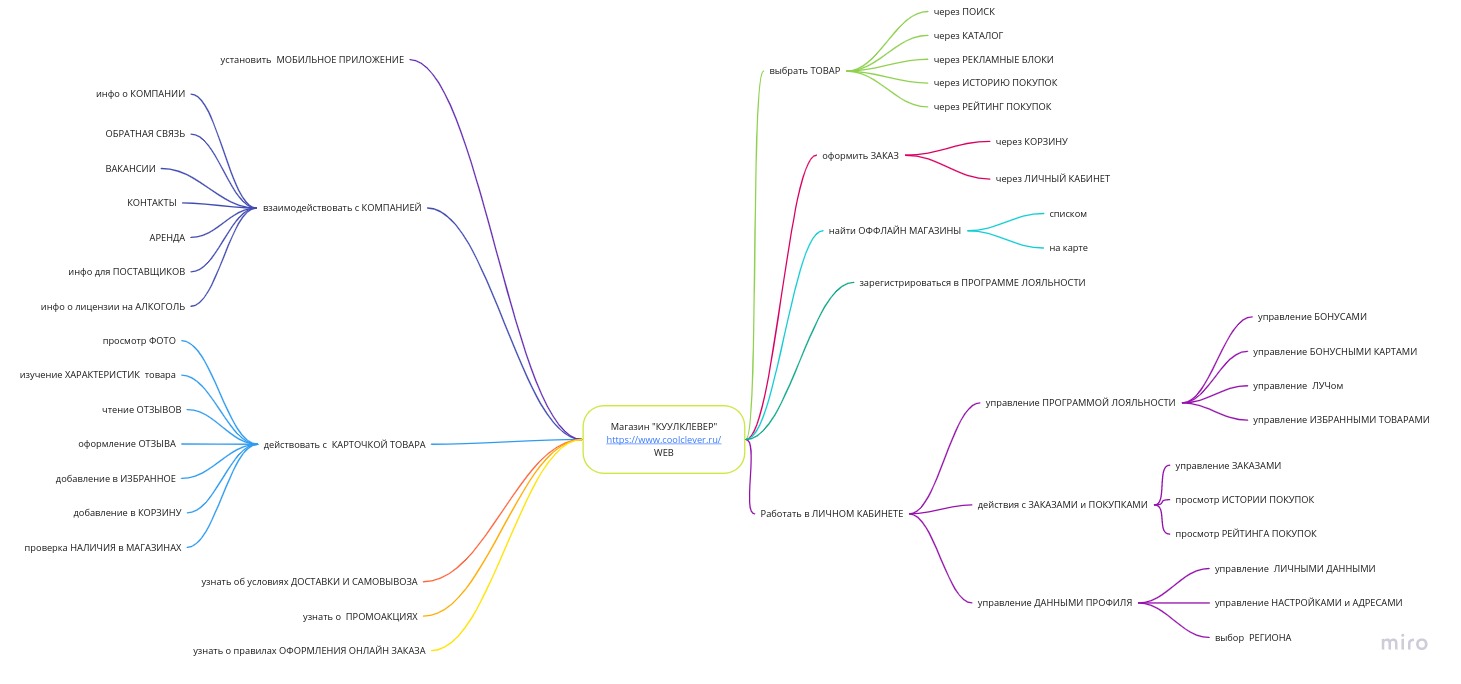 установить МОБИЛЬНОЕ ПРИЛОЖЕНИЕ
взаимодействовать с КОМПАНИЕЙ
инфо о КОМПАНИИ
ОБРАТНАЯ СВЯЗЬ
ВАКАНСИИ
КОНТАКТЫ
АРЕНДА
инфо для ПОСТАВЩИКОВ
инфо о лицензии на АЛКОГОЛЬ
действовать с КАРТОЧКОЙ ТОВАРА
просмотр ФОТО
изучение ХАРАКТЕРИСТИК товара
чтение ОТЗЫВОВ
оформление ОТЗЫВА
добавление в ИЗБРАННОЕ
добавление в КОРЗИНУ
проверка НАЛИЧИЯ в МАГАЗИНАХ
узнать об условиях ДОСТАВКИ И САМОВЫВОЗА
узнать о ПРОМОАКЦИЯХ
узнать о правилах ОФОРМЛЕНИЯ ОНЛАЙН ЗАКАЗА
Магазин "КУУЛКЛЕВЕР"
https://www.coolclever.ru/
WEB
выбрать ТОВАР
через ПОИСК
через КАТАЛОГ
через РЕКЛАМНЫЕ БЛОКИ
через ИСТОРИЮ ПОКУПОК
через РЕЙТИНГ ПОКУПОК
оформить ЗАКАЗ
через КОРЗИНУ
через ЛИЧНЫЙ КАБИНЕТ
найти ОФФЛАЙН МАГАЗИНЫ
списком
на карте
зарегистрироваться в ПРОГРАММЕ ЛОЯЛЬНОСТИ
Работать в ЛИЧНОМ КАБИНЕТЕ
управление ПРОГРАММОЙ ЛОЯЛЬНОСТИ
управление БОНУСАМИ
управление БОНУСНЫМИ КАРТАМИ
управление ЛУЧом
управление ИЗБРАННЫМИ ТОВАРАМИ
действия с ЗАКАЗАМИ и ПОКУПКАМИ
управление ЗАКАЗАМИ
просмотр ИСТОРИИ ПОКУПОК
просмотр РЕЙТИНГА ПОКУПОК
управление ДАННЫМИ ПРОФИЛЯ
управление ЛИЧНЫМИ ДАННЫМИ
управление НАСТРОЙКАМИ и АДРЕСАМИ
выбор РЕГИОНА
miro